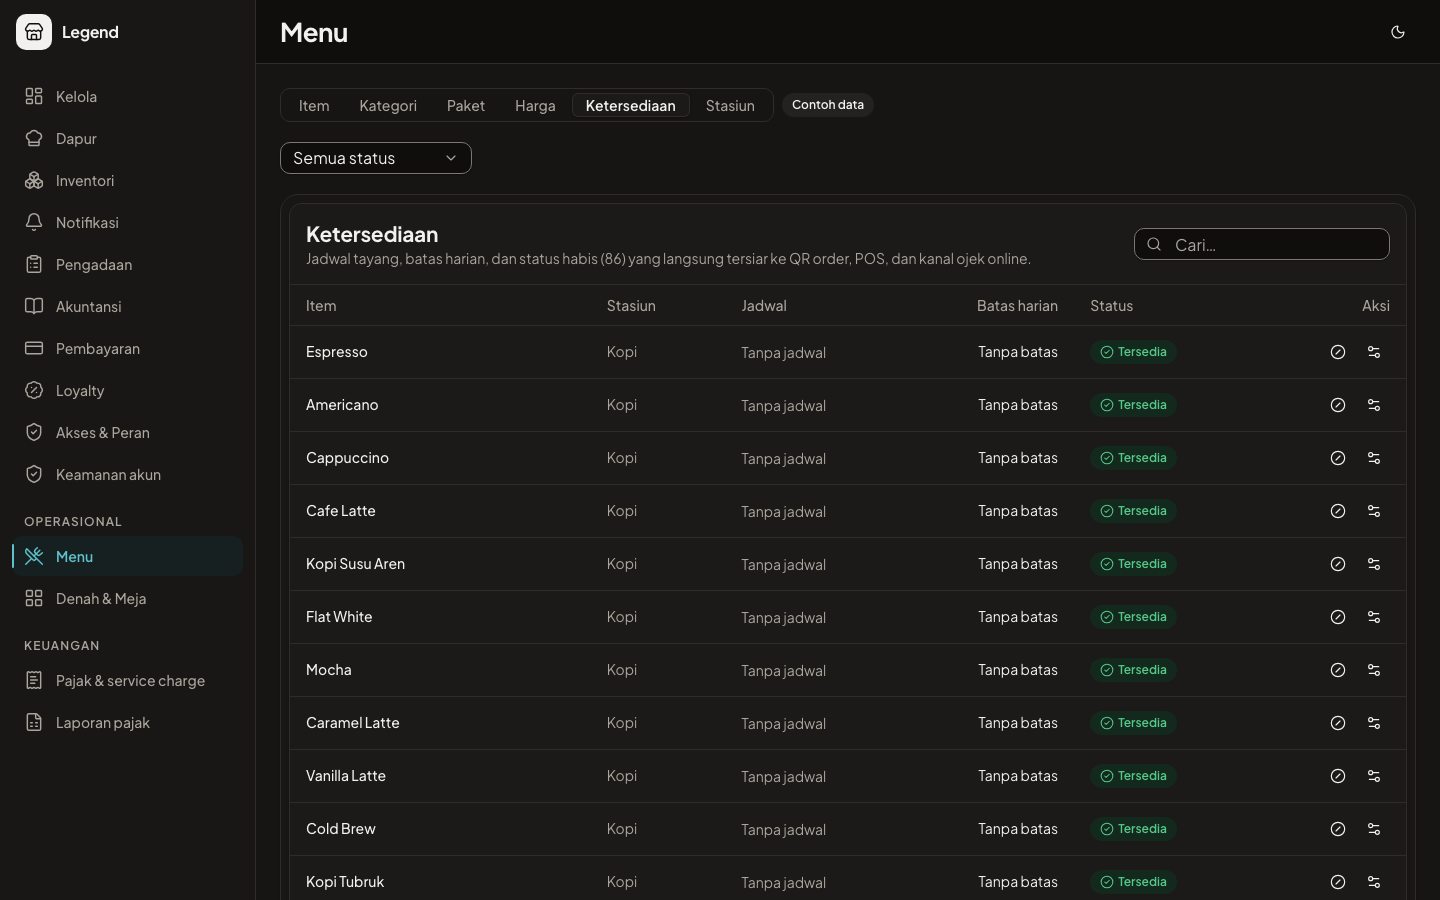 Legend
Menu
Kelola
Dapur
Inventori
Notifikasi
Pengadaan
Akuntansi
Pembayaran
Loyalty
Akses & Peran
Keamanan akun
OPERASIONAL
Menu
Denah & Meja
KEUANGAN
Pajak & service charge
Laporan pajak
Item Kategori Paket Harga Ketersediaan Stasiun Contoh data
Semua status
Ketersediaan
Jadwal tayang, batas harian, dan status habis (86) yang langsung tersiar ke QR order, POS, dan kanal ojek online.
Cari...
Item Stasiun Jadwal Batas harian Status Aksi
Espresso Kopi Tanpa jadwal Tanpa batas Tersedia
Americano Kopi Tanpa jadwal Tanpa batas Tersedia
Cappuccino Kopi Tanpa jadwal Tanpa batas Tersedia
Cafe Latte Kopi Tanpa jadwal Tanpa batas Tersedia
Kopi Susu Aren Kopi Tanpa jadwal Tanpa batas Tersedia
Flat White Kopi Tanpa jadwal Tanpa batas Tersedia
Mocha Kopi Tanpa jadwal Tanpa batas Tersedia
Caramel Latte Kopi Tanpa jadwal Tanpa batas Tersedia
Vanilla Latte Kopi Tanpa jadwal Tanpa batas Tersedia
Cold Brew Kopi Tanpa jadwal Tanpa batas Tersedia
Kopi Tubruk Kopi Tanpa jadwal Tanpa batas Tersedia